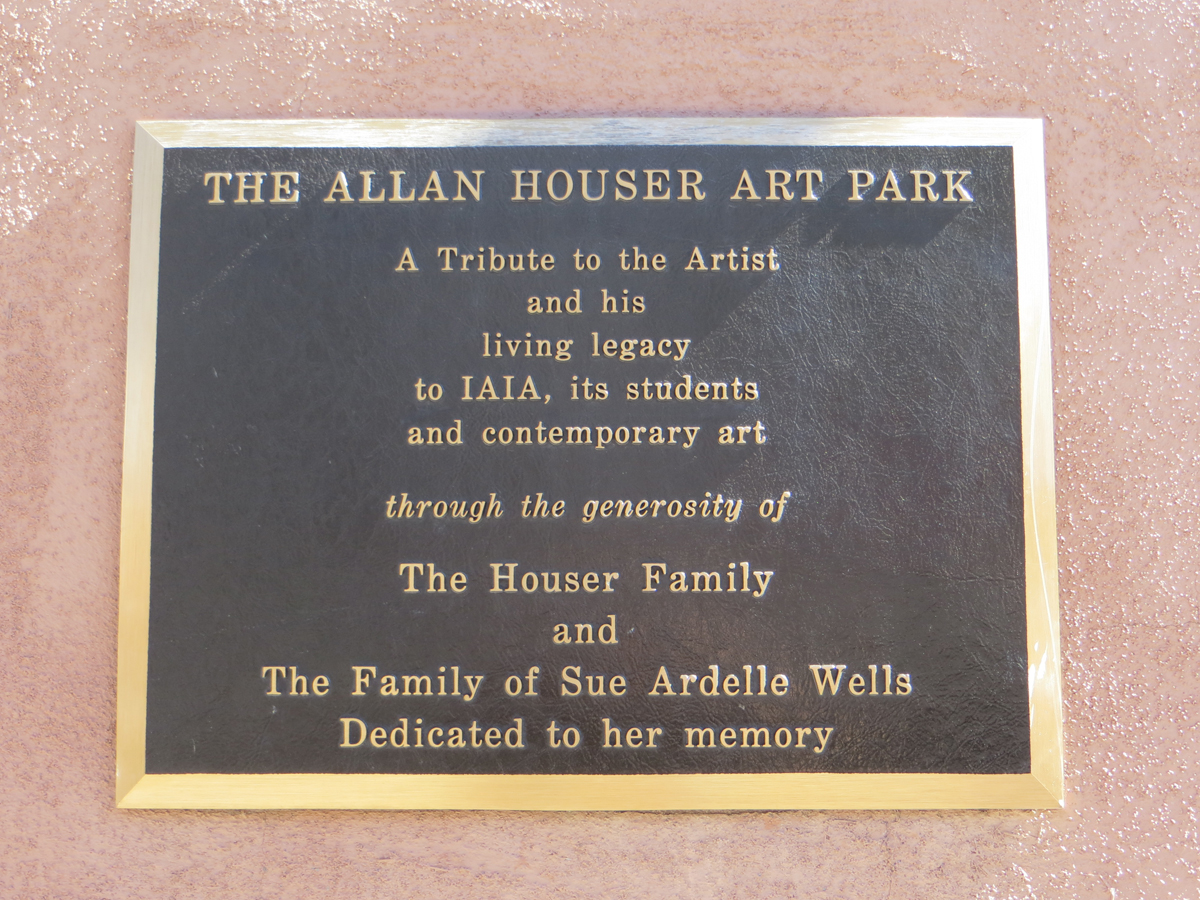 THE ALLAN HOUSER ART PARK
A Tribute to the Artist
and his
living legacy
to IAIA, its students
and contemporary art
through the generosity of
The Houser Family
and
The Family of Sue Ardelle Wells
Dedicated to her memory